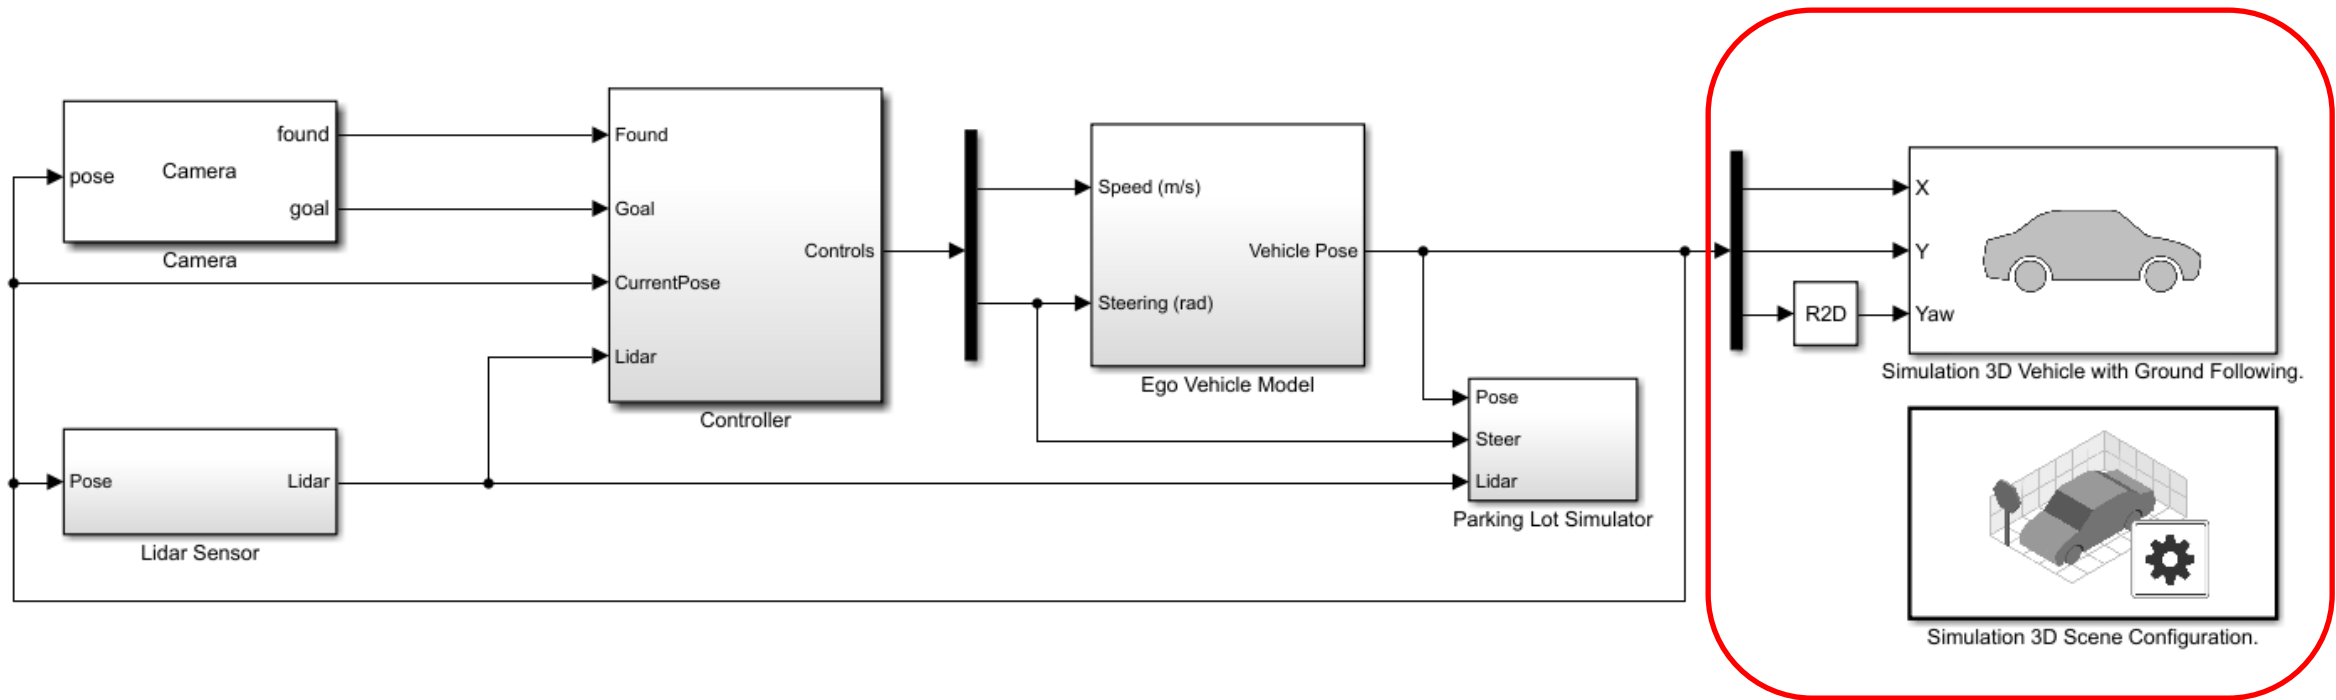 found
pose
Camera
goal
Camera
Pose
Lidar
Lidar Sensor
Found
Goal
Controls
CurrentPose
Lidar
Controller
Speed (m/s)
Vehicle Pose
Steering (rad)
Ego Vehicle Model
Pose
Steer
Lidar
Parking Lot Simulator
X
Y
R2D
Yaw
Simulation 3D Vehicle with Ground Following.
Simulation 3D Scene Configuration.